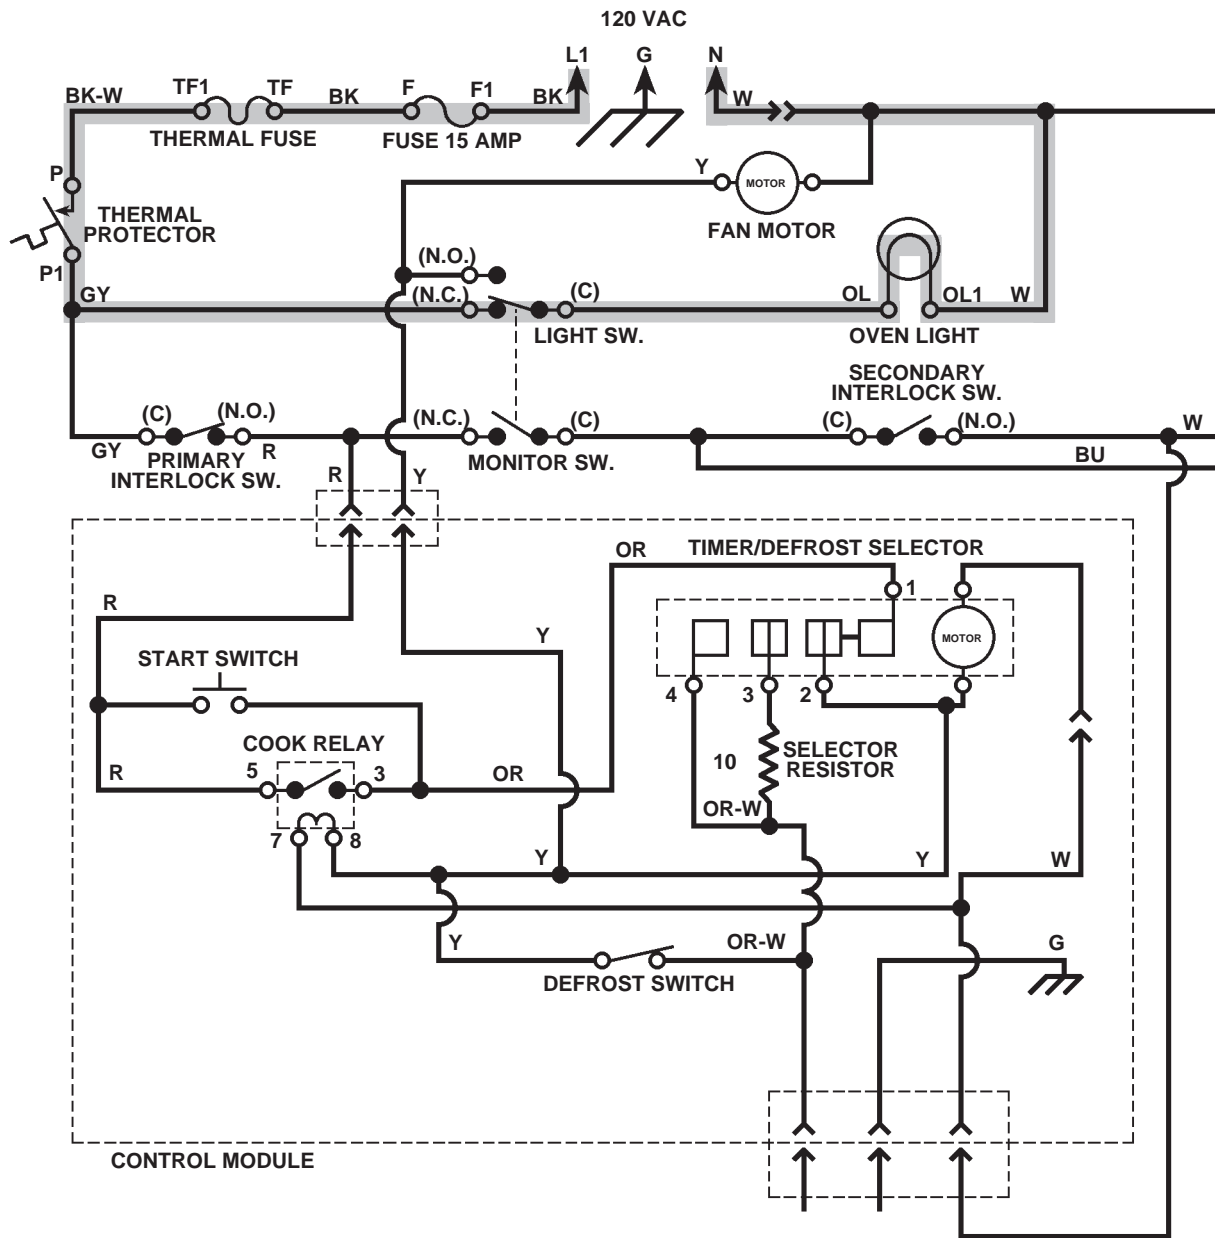 120 VAC
L1 G N
BK-W TF1 TF BK F F1 BK W
THERMAL FUSE FUSE 15 AMP
P Y MOTOR
THERMAL
PROTECTOR
FAN MOTOR
P1 (N.O.)
GY (N.C.) (C) OL OL1 W
LIGHT SW. OVEN LIGHT
SECONDARY
INTERLOCK SW.
(C) (N.O.) (N.C.) (C) (C) (N.O.) W
GY PRIMARY R MONITOR SW. BU
INTERLOCK SW. R Y
OR TIMER/DEFROST SELECTOR
1
R
Y MOTOR
START SWITCH
4 3 2
COOK RELAY
SELECTOR
RESISTOR
10
R 5 3 OR
OR-W
7 8
Y Y W
Y OR-W G
DEFROST SWITCH
CONTROL MODULE